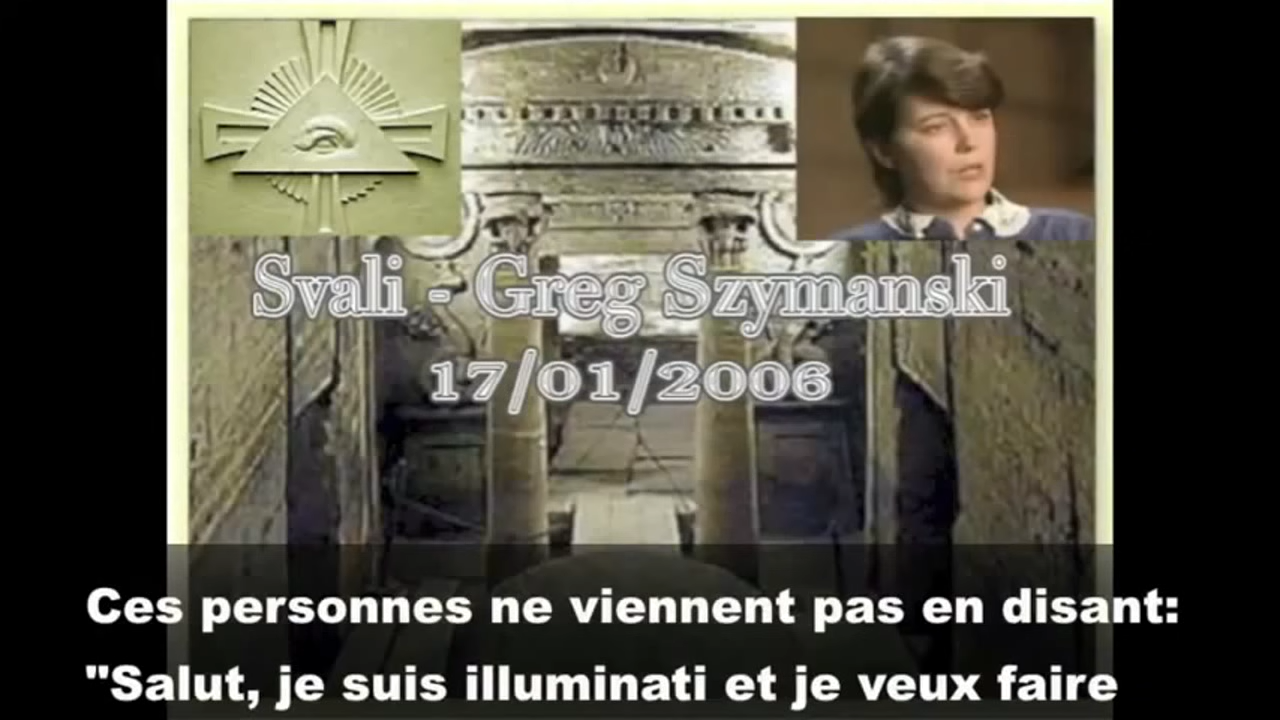 Svali - Greg Szymanski
17/01/2006
Ces personnes ne viennent pas en disant:
"Salut, je suis illuminati et je veux faire